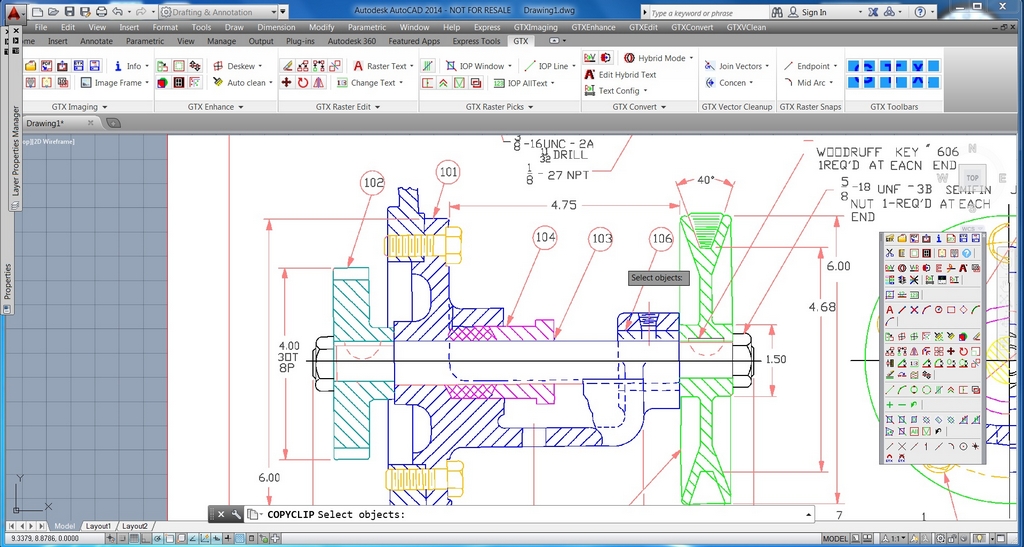 Drafting & Annotation
Autodesk AutoCAD 2014 - NOT FOR RESALE Drawing1.dwg
Type a keyword or phrase
Sign In
File Edit View Insert Format Tools Draw Dimension Modify Parametric Window Help Express GTXImaging GTXEnhance GTXEdit GTXConvert GTXVClean
me Insert Annotate Parametric View Manage Output Plug-ins Autodesk 360 Featured Apps Express Tools GTX
Info
Deskew
Raster Text
IOP Window
IOP Line
Hybrid Mode
Join Vectors
Endpoint
Image Frame
Auto clean
Change Text
IOP AllText
Edit Hybrid Text
Text Config
Concen
Mid Arc
GTX Imaging
GTX Enhance
GTX Raster Edit
GTX Raster Picks
GTX Convert
GTX Vector Cleanup
GTX Raster Snaps
GTX Toolbars
Drawing1*
op][2D Wireframe]
Layer Properties Manager
Properties
-16UNC - 2A
DRILL
1/8 - 27 NPT
WOODRUFF KEY " 606
1REQ'D AT EACN END
5/8 -18 UNF -3B SEMIFIN
NUT 1-REQ'D AT EACH
END
N
W
TOP
S
102
101
104
103
106
40°
4.75
6.00
4.68
1.50
4.00
3OT
8P
6.00
7
1
Select objects:
Y
X
COPYCLIP Select objects:
Model Layout1 Layout2
9.3379, 8.8786, 0.0000
MODEL
1:1